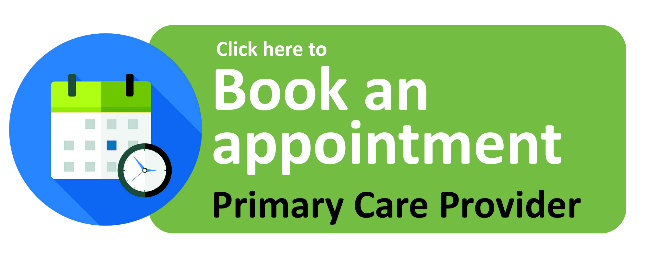 Click here to
Book an
appointment
Primary Care Provider